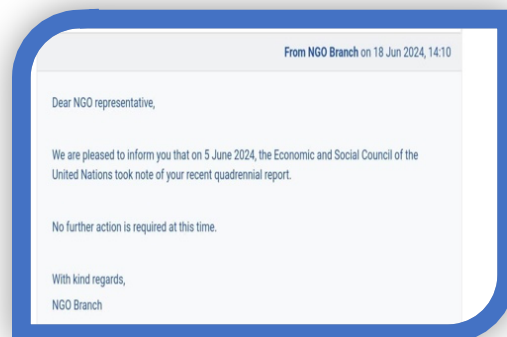 From NGO Branch on 18 Jun 2024, 14:10
Dear NGO representative,
We are pleased to inform you that on 5 June 2024, the Economic and Social Council of the
United Nations took note of your recent quadrennial report.
No further action is required at this time.
With kind regards,
NGO Branch